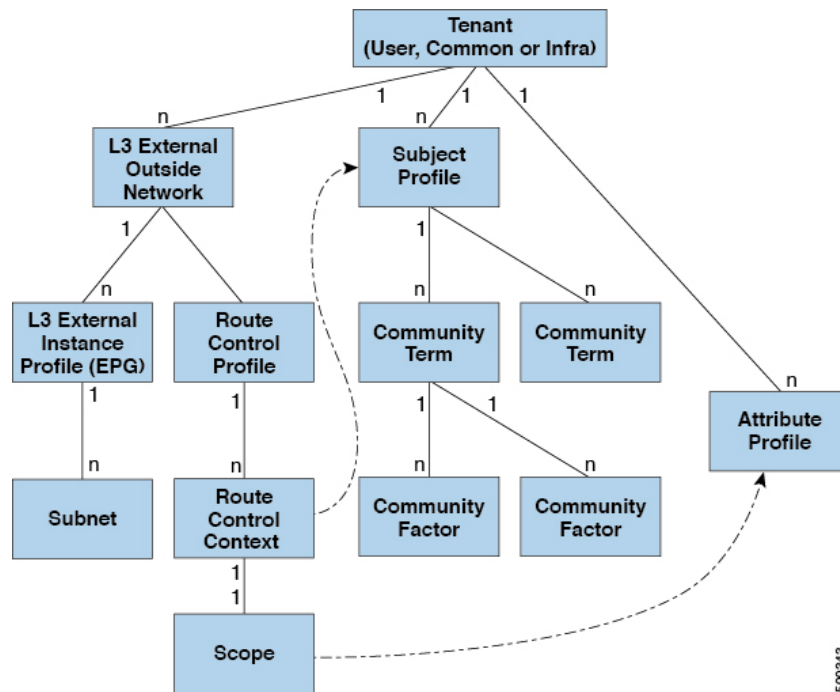 Tenant
(User, Common or Infra)
1
1
1
n
n
L3 External
Outside
Network
Subject
Profile
1
1
n
n
n
L3 External
Instance
Profile (EPG)
Route
Control
Profile
Community
Term
Community
Term
n
Attribute
Profile
1
1
1
1
n
n
n
n
Subnet
Route
Control
Context
Community
Factor
Community
Factor
1
1
Scope